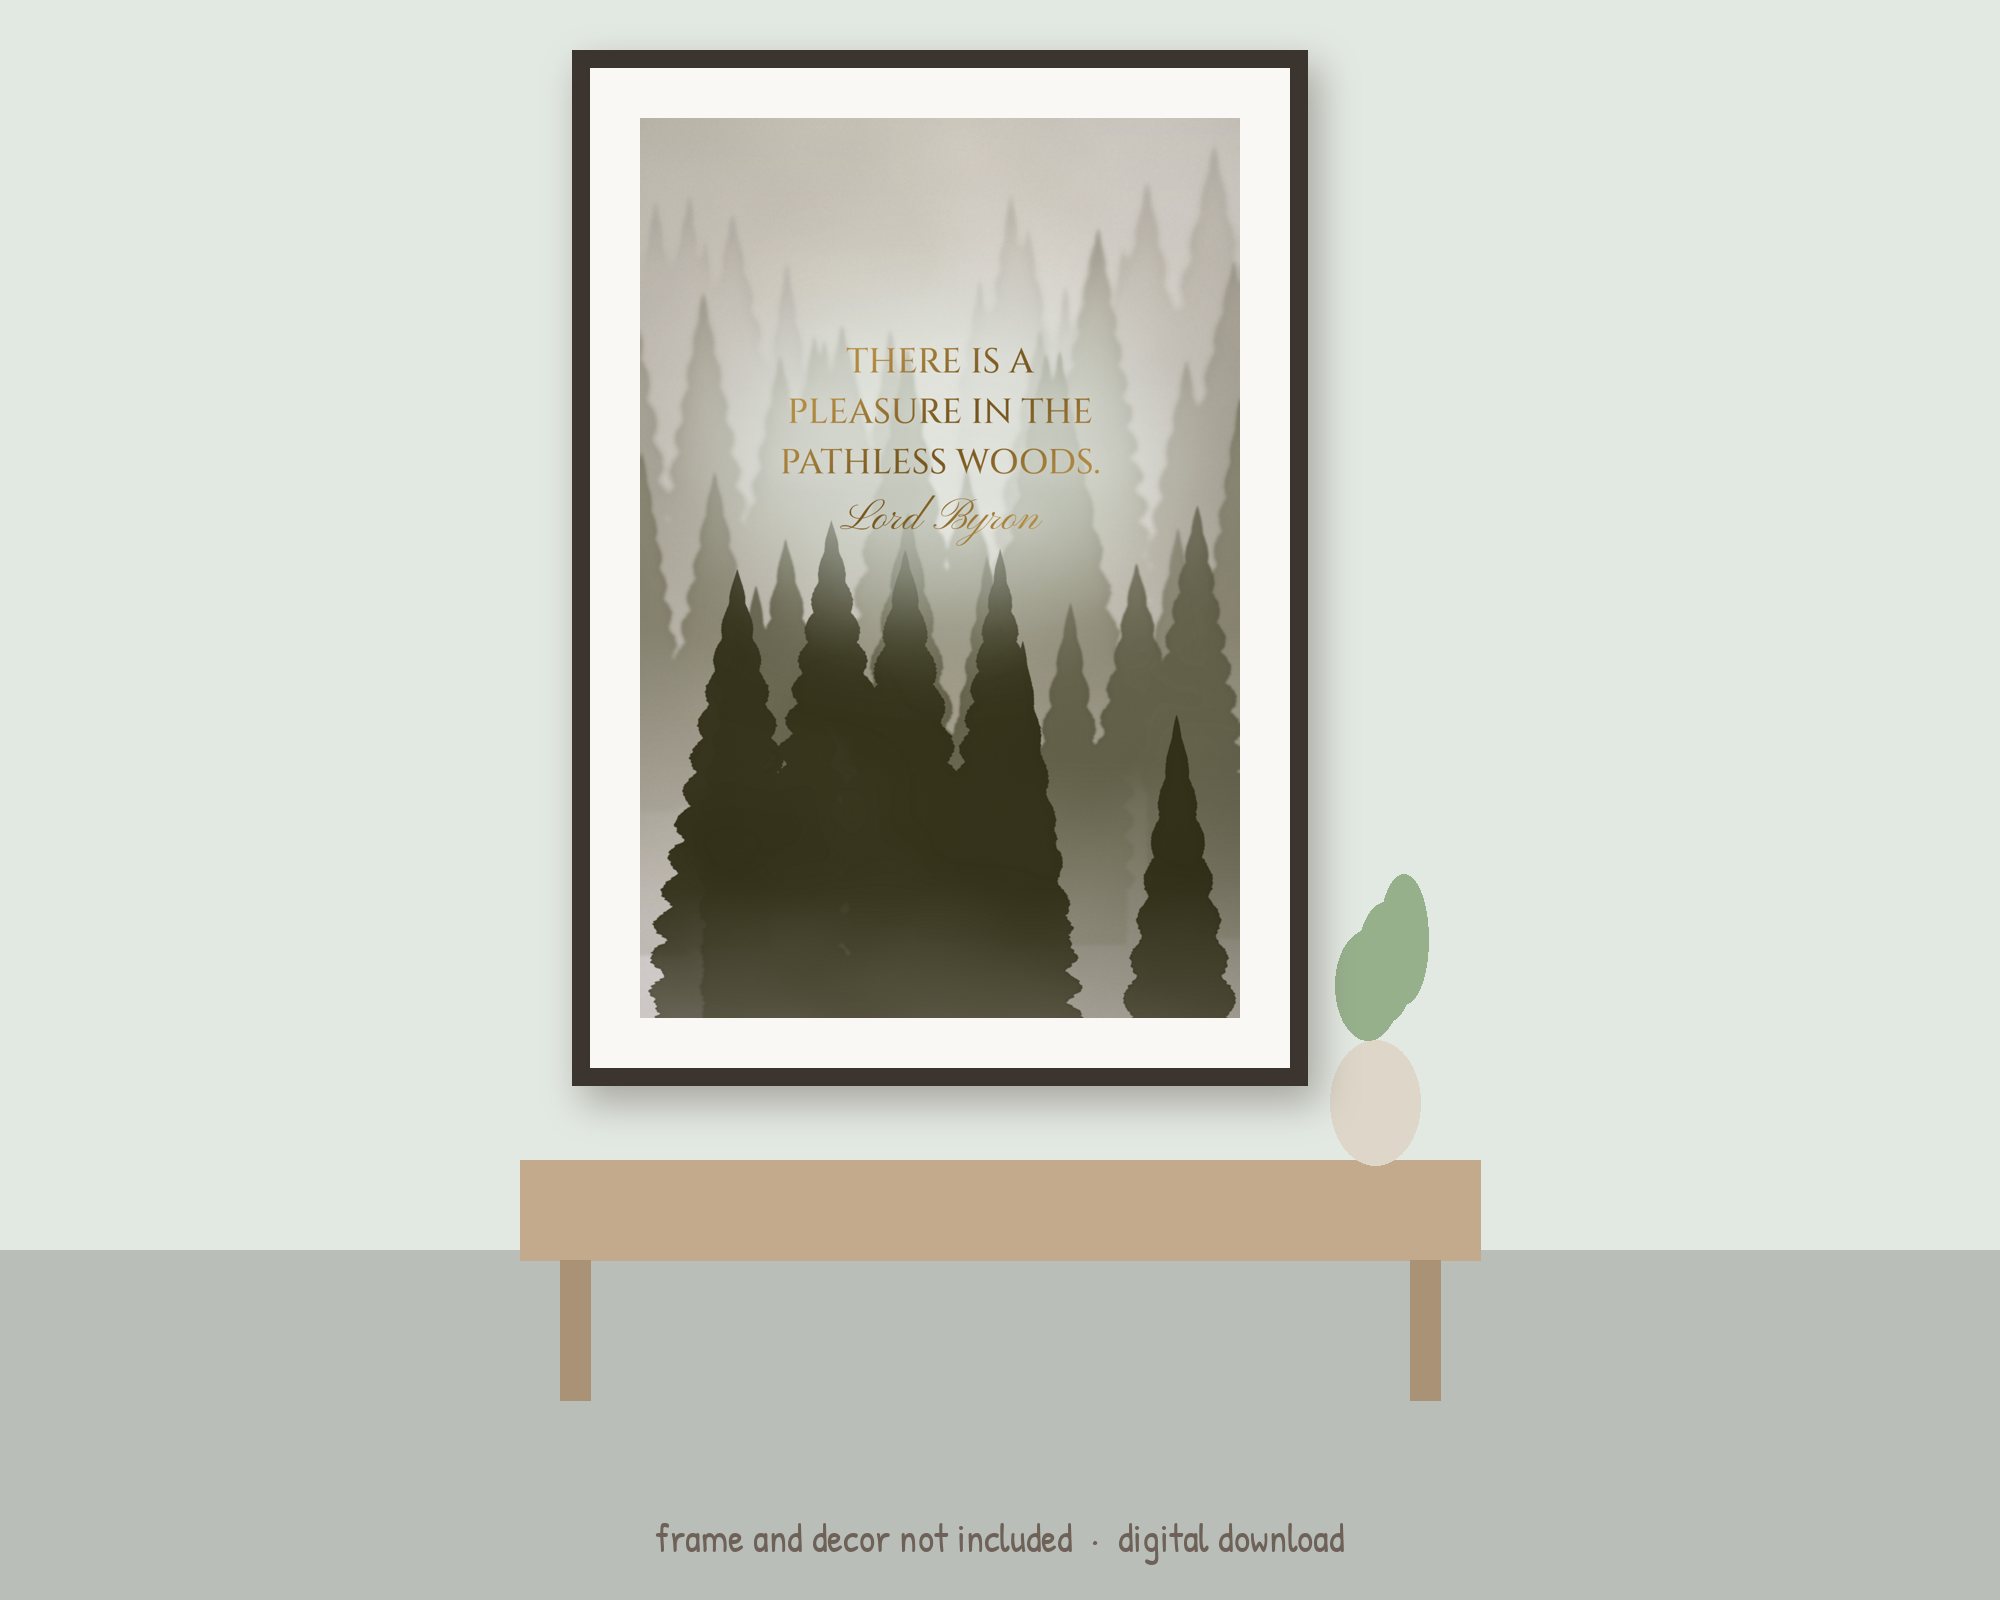 THERE IS A
PLEASURE IN THE
PATHLESS WOODS.
Lord Byron
frame and decor not included · digital download